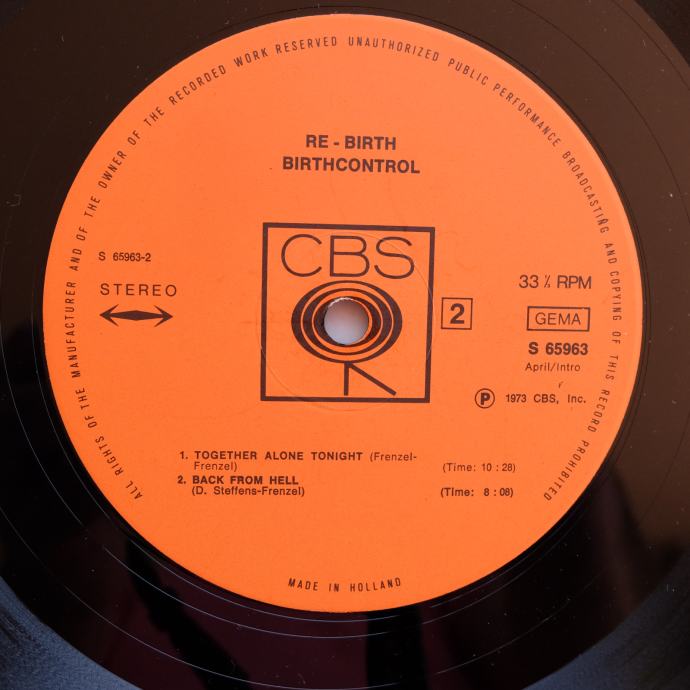 ALL RIGHTS OF THE MANUFACTURER AND OF THE OWNER OF THE RECORDED WORK RESERVED UNAUTHORIZED PUBLIC PERFORMANCE BROADCASTING AND COPYING OF THIS RECORD PROHIBITED
RE - BIRTH
BIRTHCONTROL
CBS
S 65963-2
STEREO
2
33 ⅓ RPM
GEMA
S 65963
April/Intro
Ⓟ 1973 CBS, Inc.
1. TOGETHER ALONE TONIGHT (Frenzel-
Frenzel) (Time: 10 : 28)
2. BACK FROM HELL
(D. Steffens-Frenzel) (Time: 8 : 08)
MADE IN HOLLAND